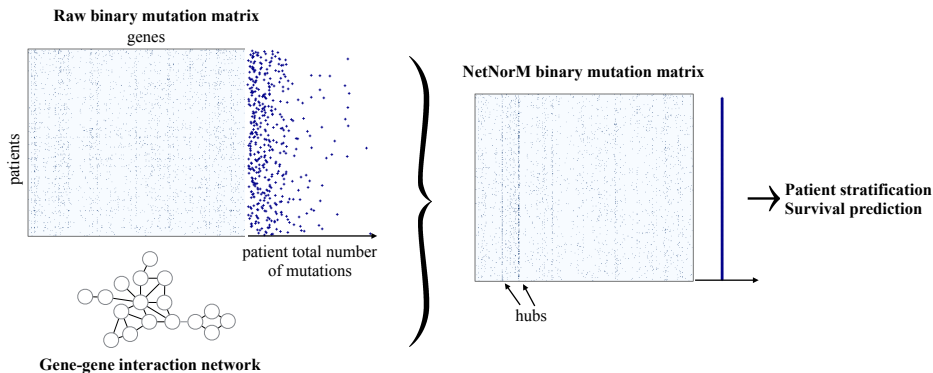 Raw binary mutation matrix
genes
patients
patient total number
of mutations
Gene-gene interaction network
NetNorM binary mutation matrix
hubs
Patient stratification
Survival prediction